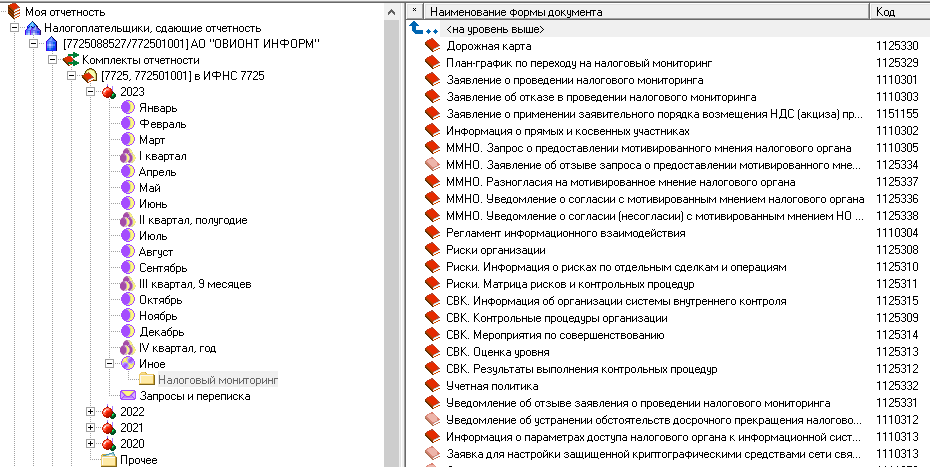 Моя отчетность
Налогоплательщики, сдающие отчетность
[7725088527/772501001] АО "ОВИОНТ ИНФОРМ"
Комплекты отчетности
[7725, 772501001] в ИФНС 7725
2023
Январь
Февраль
Март
I квартал
Апрель
Май
Июнь
II квартал, полугодие
Июль
Август
Сентябрь
III квартал, 9 месяцев
Октябрь
Ноябрь
Декабрь
IV квартал, год
Иное
Налоговый мониторинг
Запросы и переписка
2022
2021
2020
Прочее
* Наименование Формы документа Код
<на уровень выше>
Дорожная карта 1125330
План-график по переходу на налоговый мониторинг 1125329
Заявление о проведении налогового мониторинга 1110301
Заявление об отказе в проведении налогового мониторинга 1110303
Заявление о применении заявительного порядка возмещения НДС (акциза) пр... 1151155
Информация о прямых и косвенных участниках 1110302
ММНО. Запрос о предоставлении мотивированного мнения налогового органа 1110305
ММНО. Заявление об отзыве запроса о предоставлении мотивированного мне... 1125334
ММНО. Разногласия на мотивированное мнение налогового органа 1125337
ММНО. Уведомление о согласии с мотивированным мнением налогового органа 1125336
ММНО. Уведомление о согласии (несогласии) с мотивированным мнением НО ... 1125338
Регламент информационного взаимодействия 1110304
Риски организации 1125308
Риски. Информация о рисках по отдельным сделкам и операциям 1125310
Риски. Матрица рисков и контрольных процедур 1125311
СВК. Информация об организации системы внутреннего контроля 1125315
СВК. Контрольные процедуры организации 1125309
СВК. Мероприятия по совершенствованию 1125314
СВК. Оценка уровня 1125313
СВК. Результаты выполнения контрольных процедур 1125312
Учетная политика 1125332
Уведомление об отзыве заявления о проведении налогового мониторинга 1125331
Уведомление об устранении обстоятельств досрочного прекращения налогово... 1110312
Информация о параметрах доступа налогового органа к информационной сист... 1110313
Заявка для настройки защищенной криптографическими средствами сети свя... 1110313